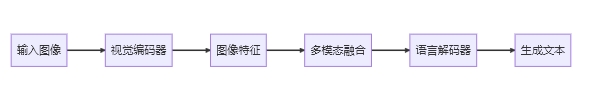 输入图像
视觉编码器
图像特征
多模态融合
语言解码器
生成文本